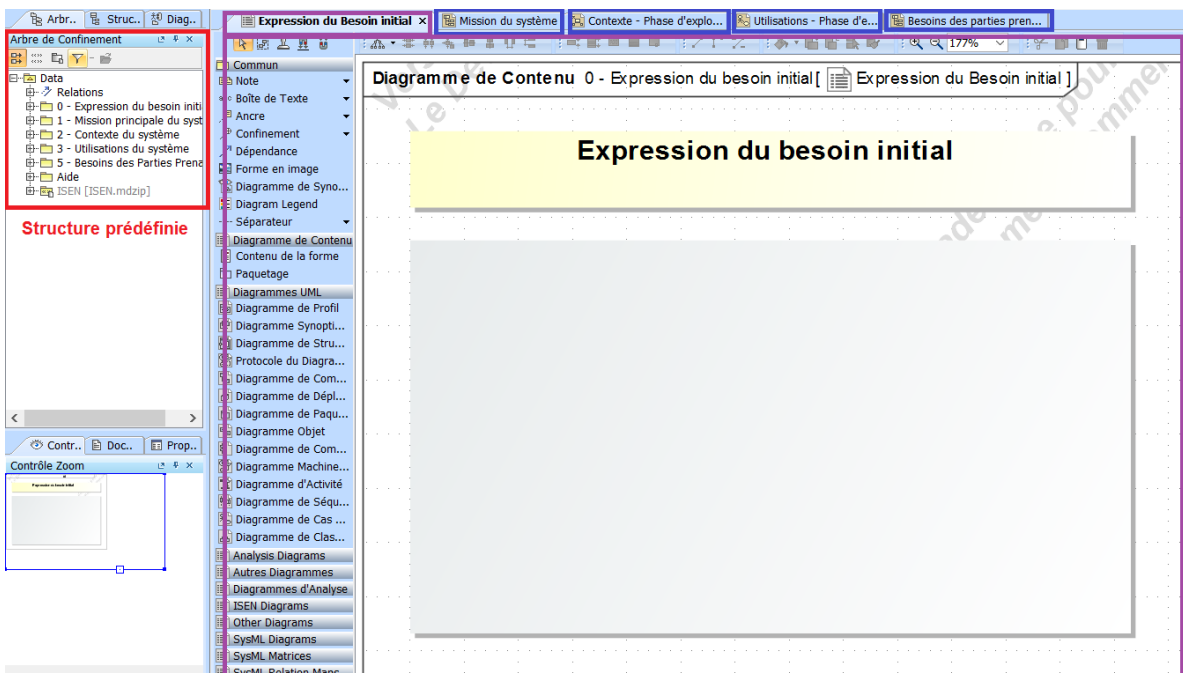 Arbr.. Struc.. Diag..
Expression du Besoin initial × Mission du système Contexte - Phase d'explo... Utilisations - Phase d'e... Besoins des parties pren...
Arbre de Confinement
177%
Data
Relations
0 - Expression du besoin initi
1 - Mission principale du syst
2 - Contexte du système
3 - Utilisations du système
5 - Besoins des Parties Prena
Aide
ISEN [ISEN.mdzip]
Structure prédéfinie
Contr.. Doc.. Prop..
Contrôle Zoom
Expression du besoin initial
Commun
Note
Boîte de Texte
Ancre
Confinement
Dépendance
Forme en image
Diagramme de Syno...
Diagram Legend
Séparateur
Diagramme de Contenu
Contenu de la forme
Paquetage
Diagrammes UML
Diagramme de Profil
Diagramme Synopti...
Diagramme de Stru...
Protocole du Diagra...
Diagramme de Com...
Diagramme de Dépl...
Diagramme de Paqu...
Diagramme Objet
Diagramme de Com...
Diagramme Machine...
Diagramme d'Activité
Diagramme de Séqu...
Diagramme de Cas ...
Diagramme de Clas...
Analysis Diagrams
Autres Diagrammes
Diagrammes d'Analyse
ISEN Diagrams
Other Diagrams
SysML Diagrams
SysML Matrices
SysML Relation Maps
Diagramme de Contenu 0 - Expression du besoin initial [ Expression du Besoin initial ]
Expression du besoin initial